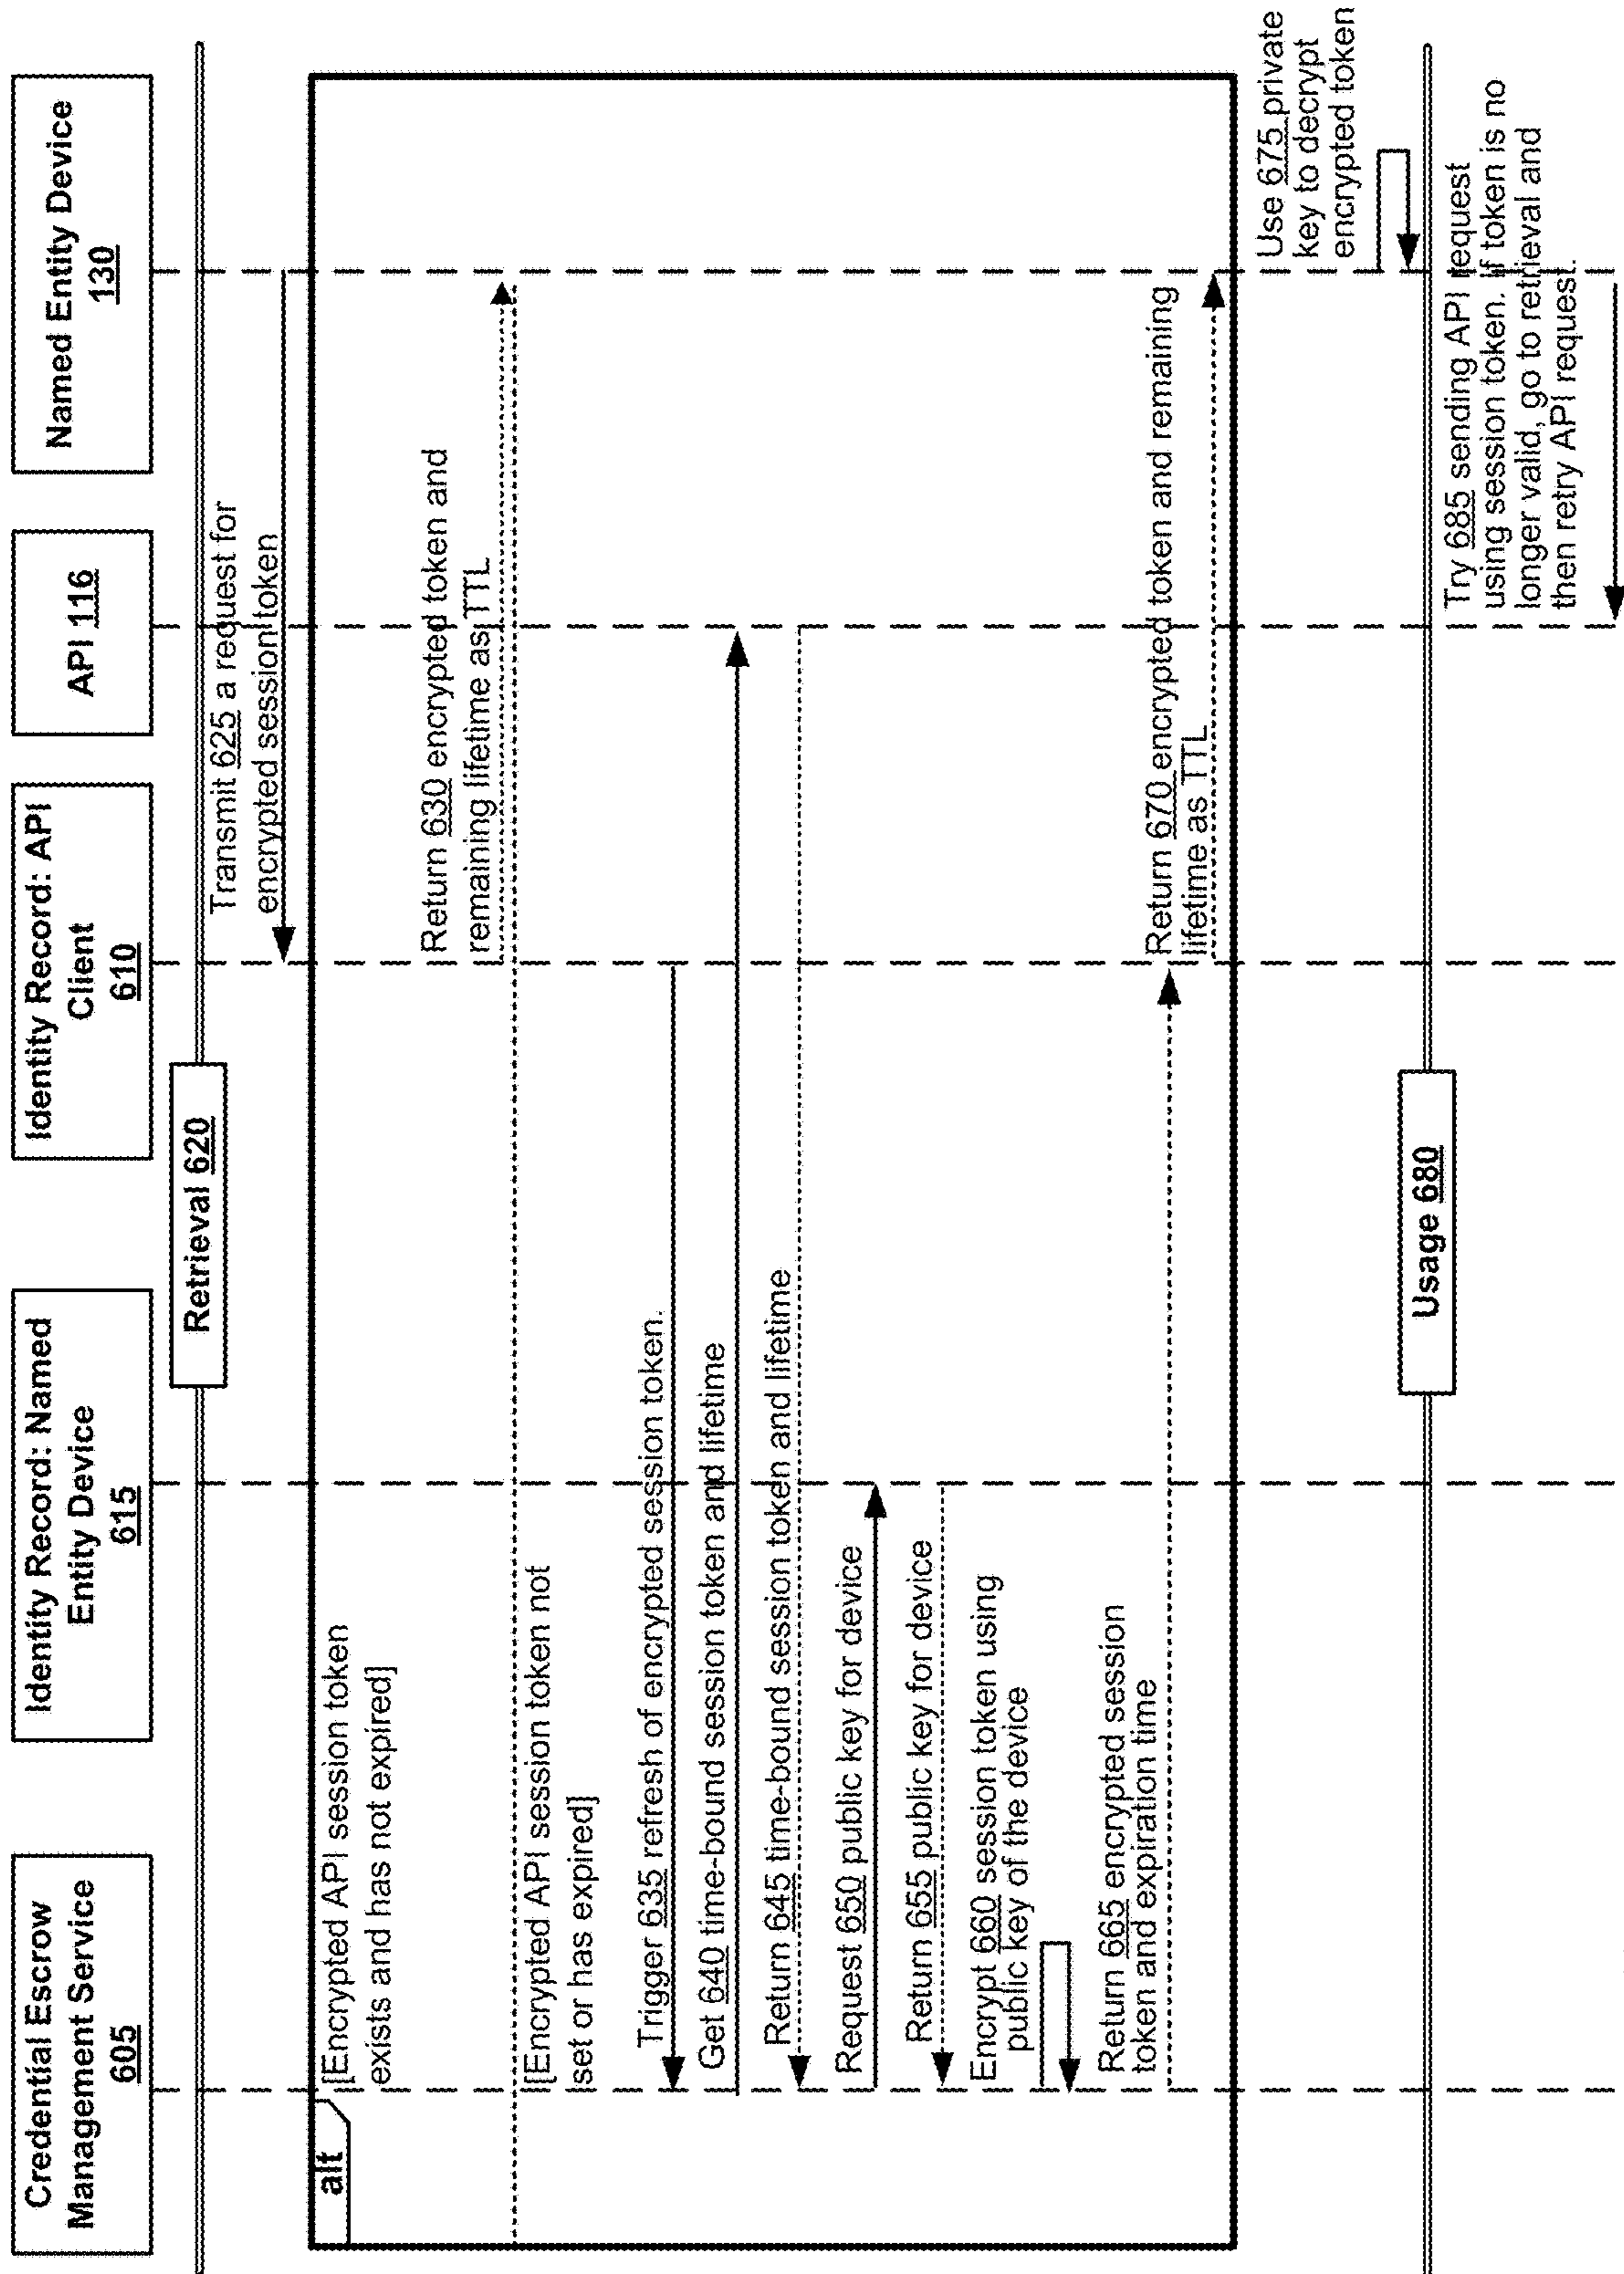 Credential Escrow
Management Service
605
Identity Record: Named
Entity Device
615
Identity Record: API
Client
610
API 116
Named Entity Device
130
Retrieval 620
Transmit 625 a request for
encrypted session token
alt
[Encrypted API session token
exists and has not expired]
Return 630 encrypted token and
remaining lifetime as TTL
[Encrypted API session token not
set or has expired]
Trigger 635 refresh of encrypted session token.
Get 640 time-bound session token and lifetime
Return 645 time-bound session token and lifetime
Request 650 public key for device
Return 655 public key for device
Encrypt 660 session token using
public key of the device
Return 665 encrypted session
token and expiration time
Return 670 encrypted token and remaining
lifetime as TTL
Use 675 private
key to decrypt
encrypted token
Usage 680
Try 685 sending API request
using session token. If token is no
longer valid, go to retrieval and
then retry API request.